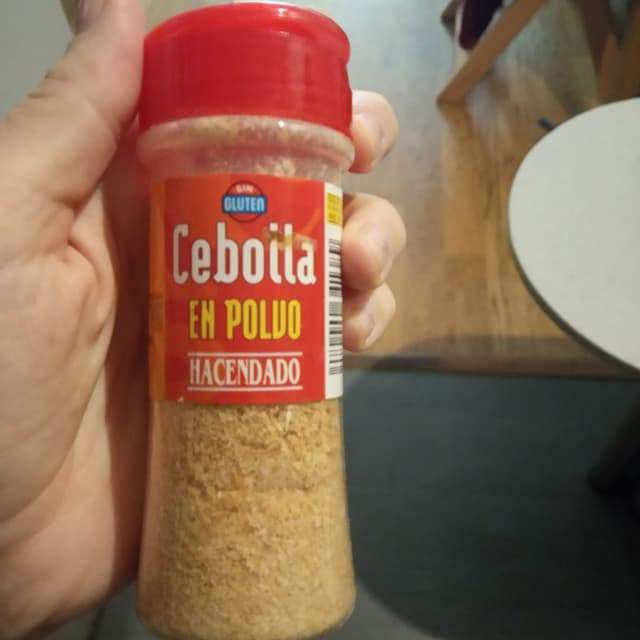 SIN
GLUTEN
Cebolla
EN POLVO
HACENDADO